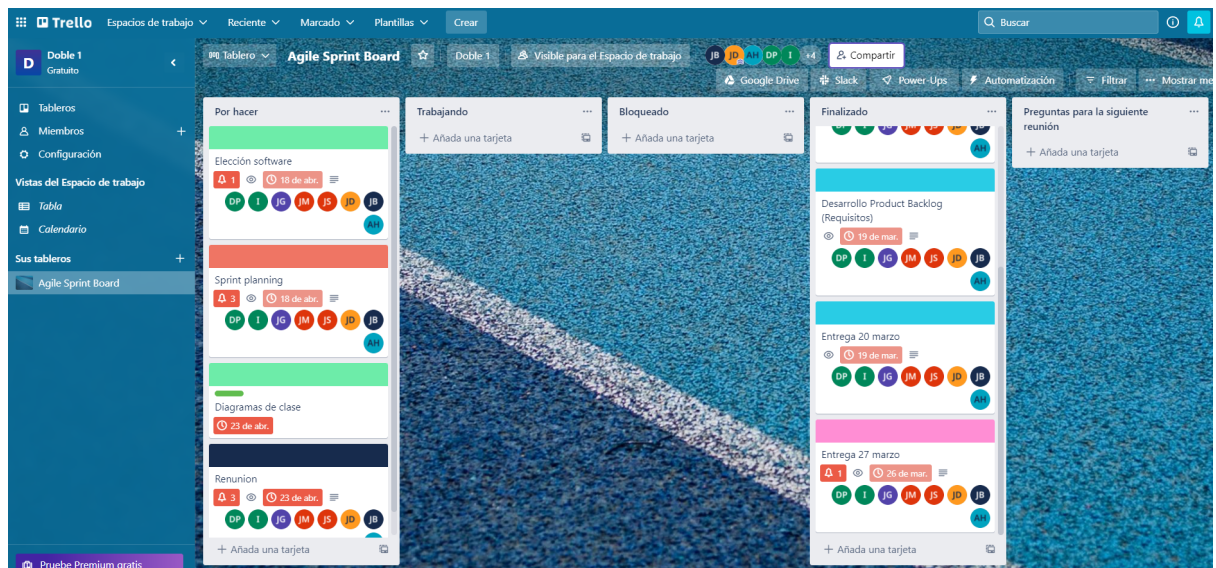 Trello Espacios de trabajo Reciente Marcado Plantillas Crear Buscar
D Doble 1
Gratuito
Tableros
Miembros
Configuración
Vistas del Espacio de trabajo
Tabla
Calendario
Sus tableros
Agile Sprint Board
Pruebe Premium gratis
Tablero Agile Sprint Board Doble 1 Visible para el Espacio de trabajo JB JD AH DP I +4 Compartir
Google Drive Slack Power-Ups Automatización Filtrar Mostrar me
Por hacer
Elección software
1 18 de abr.
DP I JG JM JS JD JB
AH
Sprint planning
3 18 de abr.
DP I JG JM JS JD JB
AH
Diagramas de clase
23 de abr.
Renunion
3 23 de abr.
DP I JG JM JS JD JB
Añada una tarjeta
Trabajando
Añada una tarjeta
Bloqueado
Añada una tarjeta
Finalizado
AH
Desarrollo Product Backlog
(Requisitos)
19 de mar.
DP I JG JM JS JD JB
AH
Entrega 20 marzo
19 de mar.
DP I JG JM JS JD JB
AH
Entrega 27 marzo
1 26 de mar.
DP I JG JM JS JD JB
AH
Añada una tarjeta
Preguntas para la siguiente
reunión
Añada una tarjeta